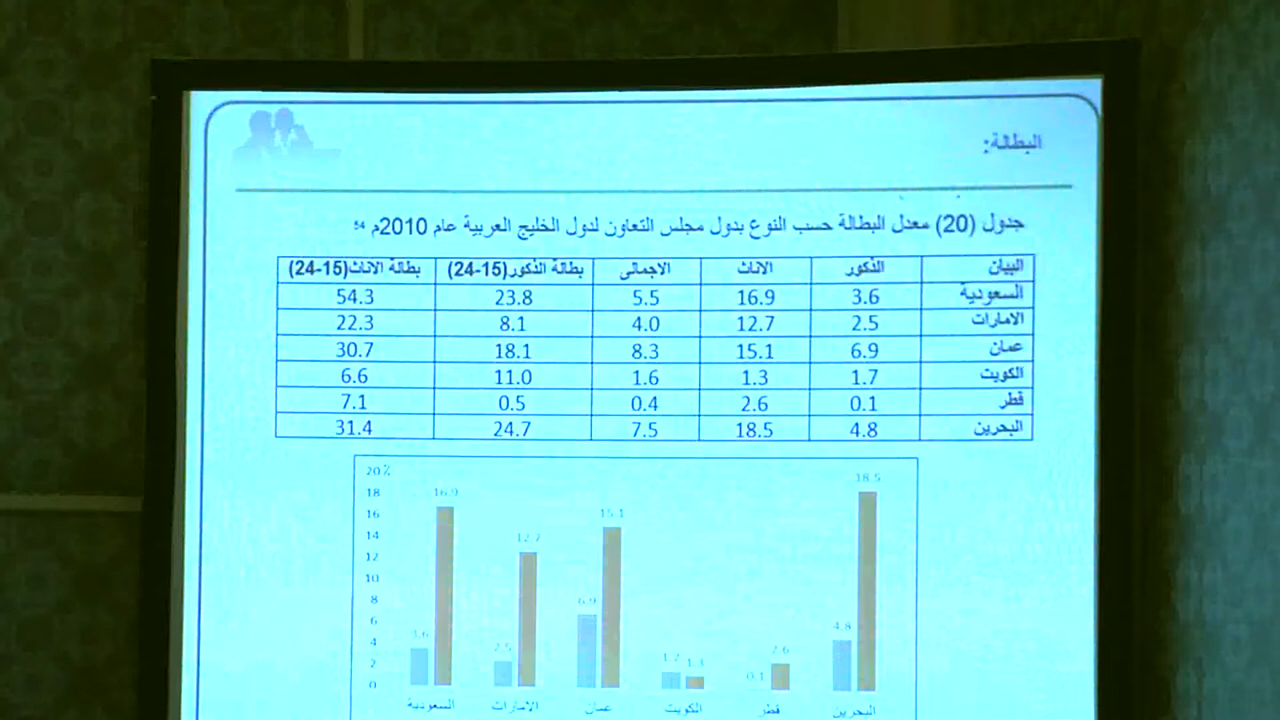 البطالة:
جدول (20) معدل البطالة حسب النوع بدول مجلس التعاون لدول الخليج العربية عام 2010م 54
البيان الذكور الاناث الاجمالى بطالة الذكور(15-24) بطالة الاناث(15-24)
السعودية 3.6 16.9 5.5 23.8 54.3
الامارات 2.5 12.7 4.0 8.1 22.3
عمان 6.9 15.1 8.3 18.1 30.7
الكويت 1.7 1.3 1.6 11.0 6.6
قطر 0.1 2.6 0.4 0.5 7.1
البحرين 4.8 18.5 7.5 24.7 31.4
20%
18
16
14
12
10
8
6
4
2
0
3.6 16.9 2.5 12.7 6.9 15.1 1.7 1.3 0.1 2.6 4.8 18.5
السعودية الامارات عمان الكويت قطر البحرين